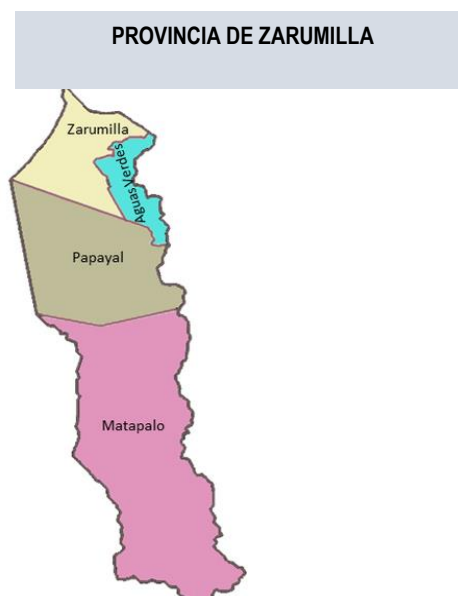 PROVINCIA DE ZARUMILLA
Zarumilla
Aguas Verdes
Papayal
Matapalo